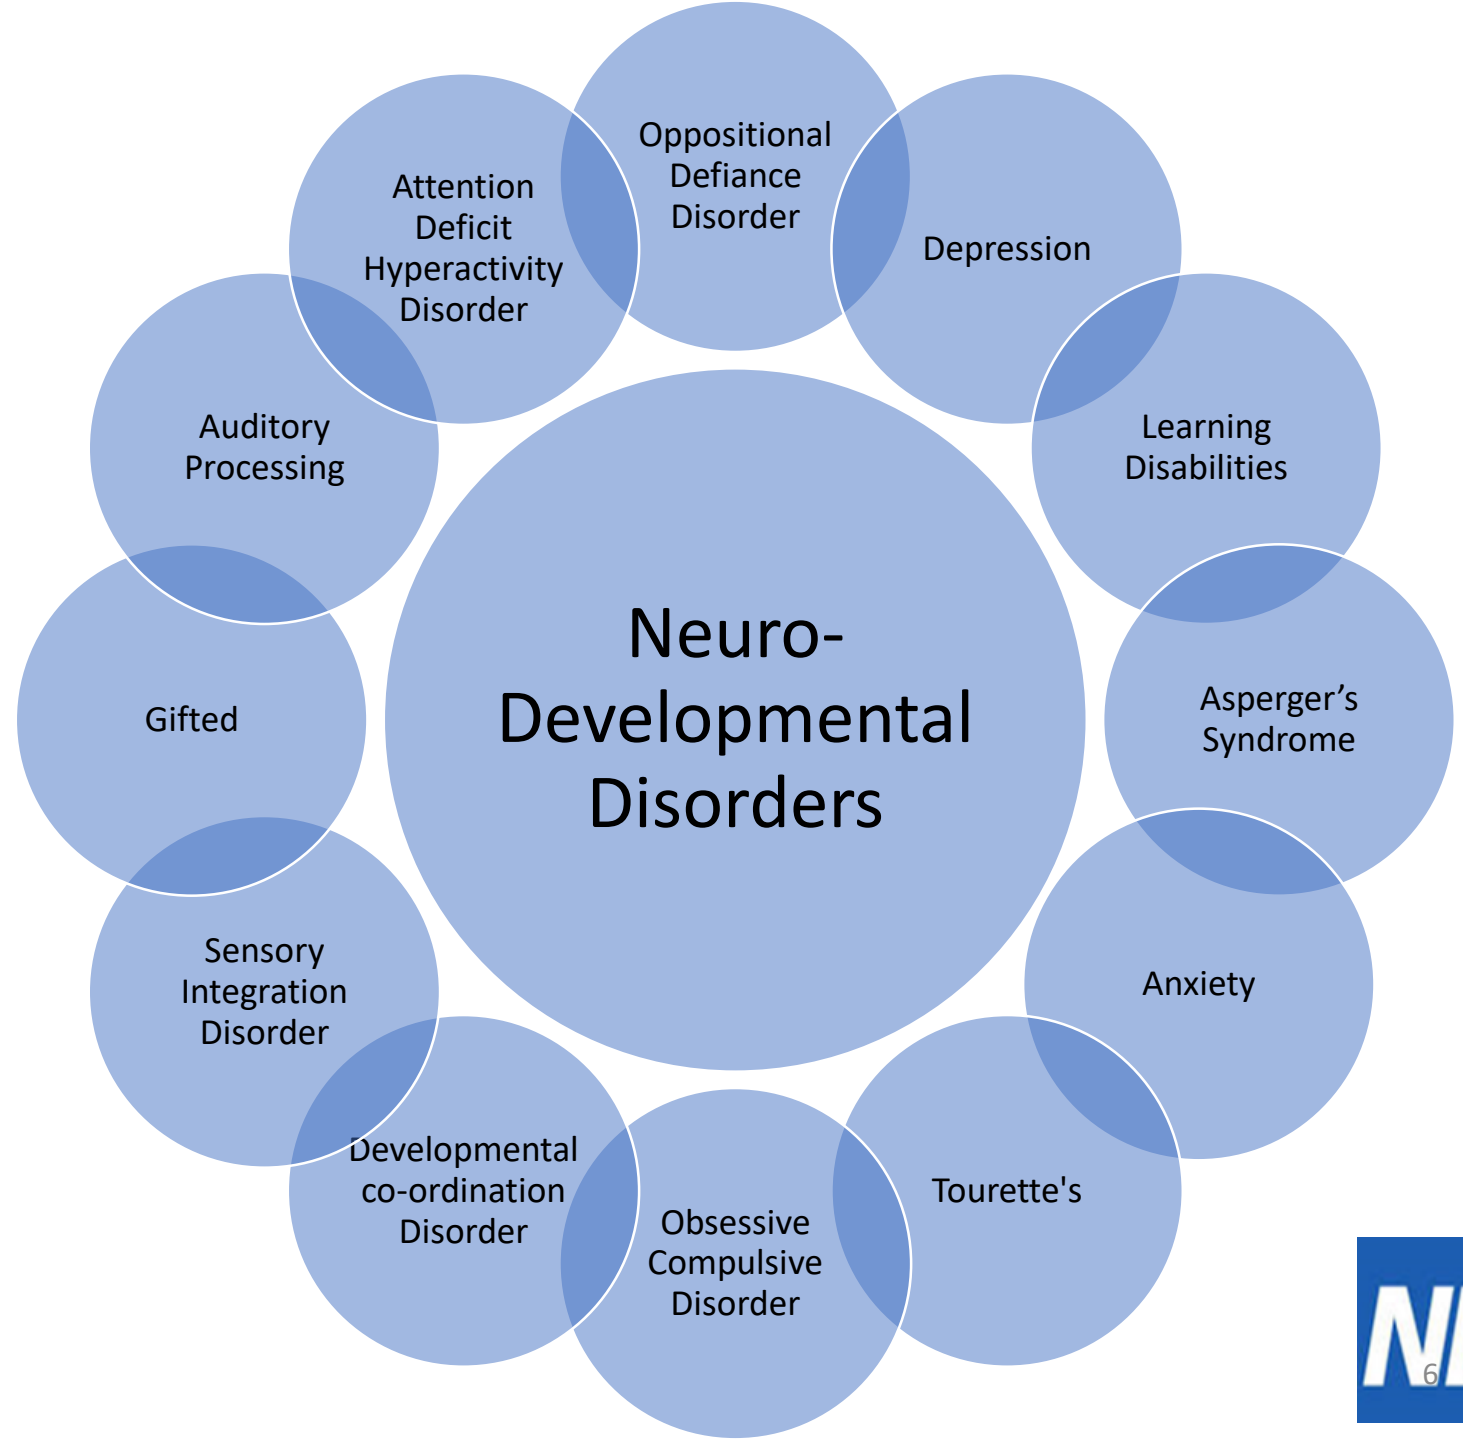 Oppositional
Defiance
Disorder
Depression
Learning
Disabilities
Asperger’s
Syndrome
Anxiety
Tourette's
Obsessive
Compulsive
Disorder
Developmental
co-ordination
Disorder
Sensory
Integration
Disorder
Gifted
Auditory
Processing
Attention
Deficit
Hyperactivity
Disorder
Neuro-
Developmental
Disorders
6